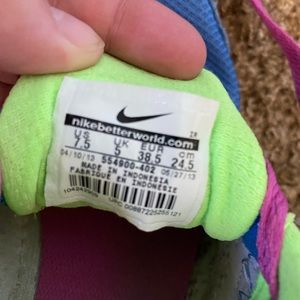 nikebetterworld.com
US UK EUR cm
7.5 5 38.5 24.5
04/10/13 554900-402 06/27/13
MADE IN INDONESIA
FABRIQUE EN INDONESIE